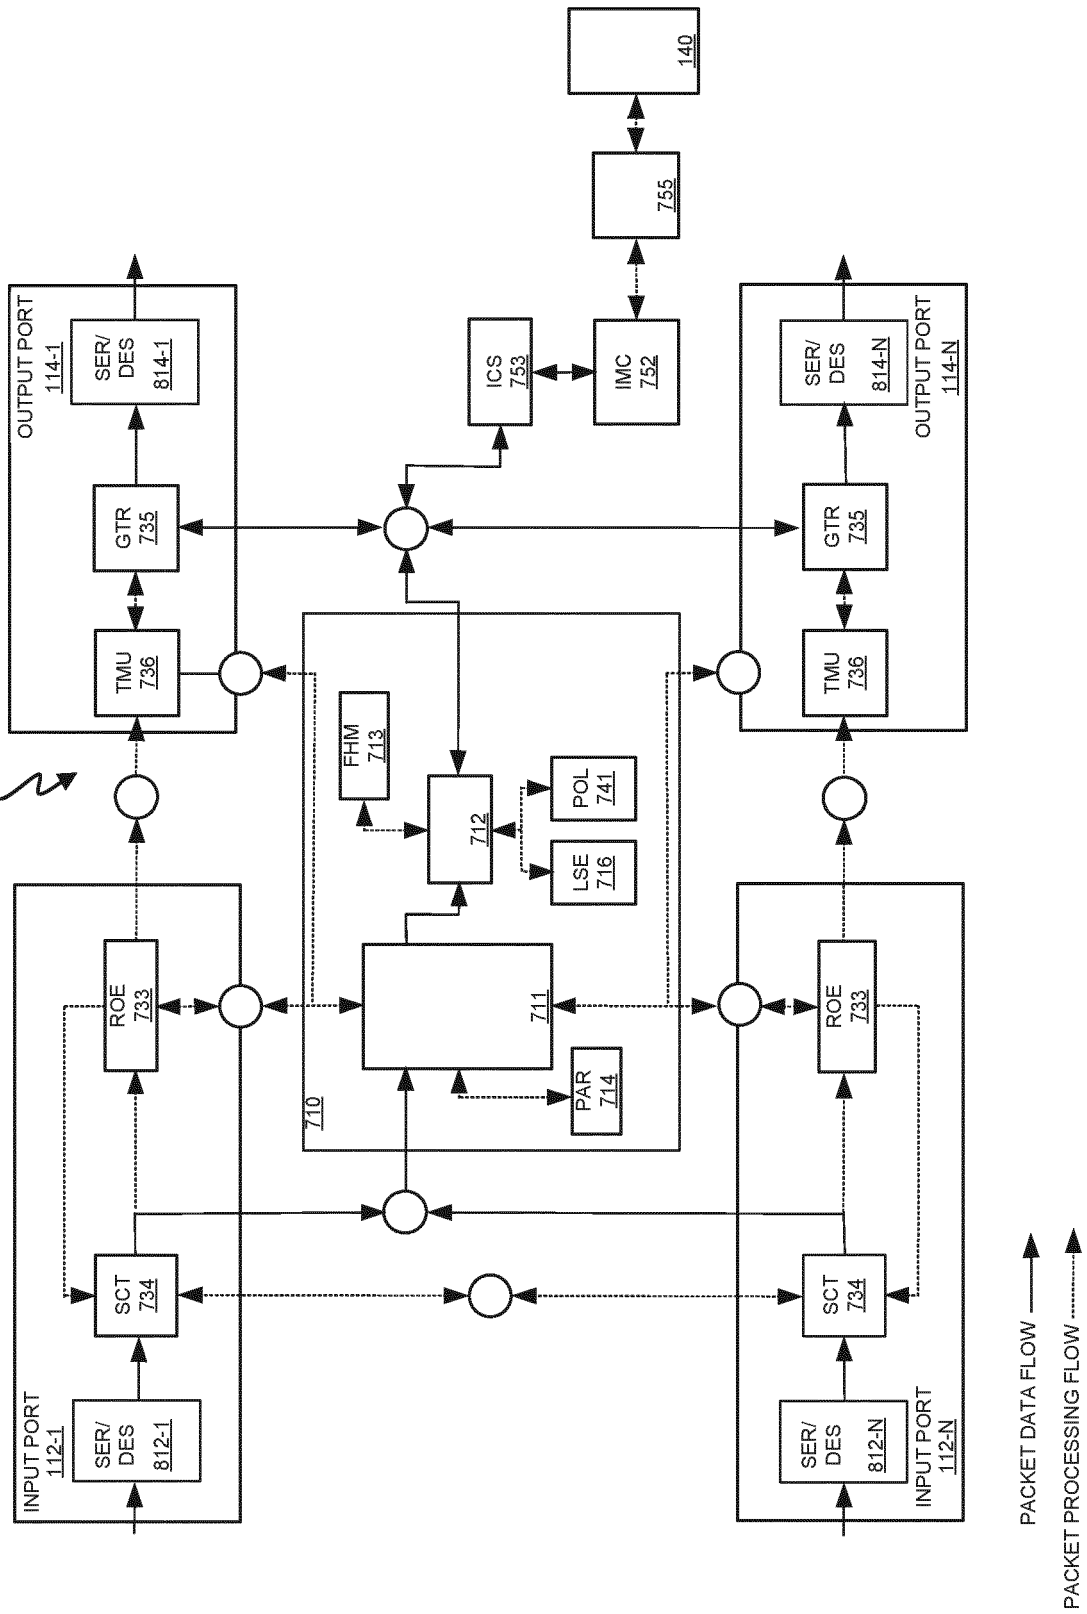 INPUT PORT
112-1
SER/
DES
812-1
SCT
734
ROE
733
TMU
736
GTR
735
SER/
DES
814-1
OUTPUT PORT
114-1
710
PAR
714
711
FHM
713
712
LSE
716
POL
741
ICS
753
IMC
752
755
140
SER/
DES
812-N
INPUT PORT
112-N
SCT
734
ROE
733
TMU
736
GTR
735
SER/
DES
814-N
OUTPUT PORT
114-N
PACKET DATA FLOW
PACKET PROCESSING FLOW